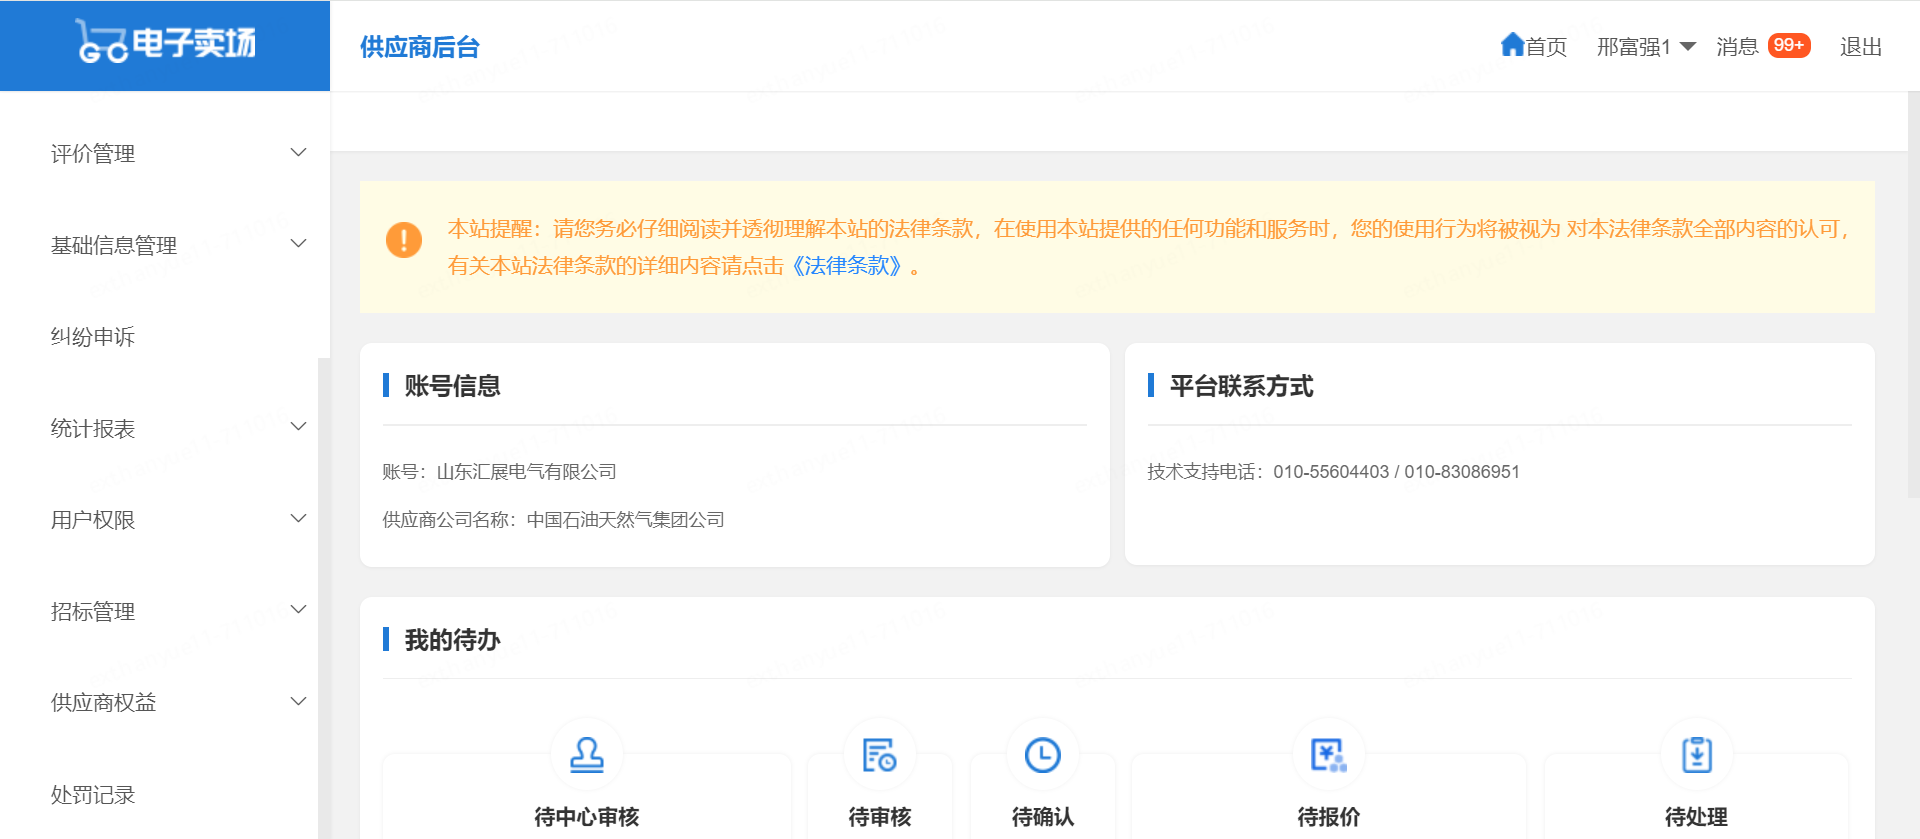 电子卖场
供应商后台
首页
邢富强1
消息 99+
退出
评价管理
基础信息管理
纠纷申诉
统计报表
用户权限
招标管理
供应商权益
处罚记录
本站提醒：请您务必仔细阅读并透彻理解本站的法律条款，在使用本站提供的任何功能和服务时，您的使用行为将被视为 对本法律条款全部内容的认可，
有关本站法律条款的详细内容请点击《法律条款》。
账号信息
账号：山东汇展电气有限公司
供应商公司名称：中国石油天然气集团公司
平台联系方式
技术支持电话：010-55604403 / 010-83086951
我的待办
待中心审核
待审核
待确认
待报价
待处理